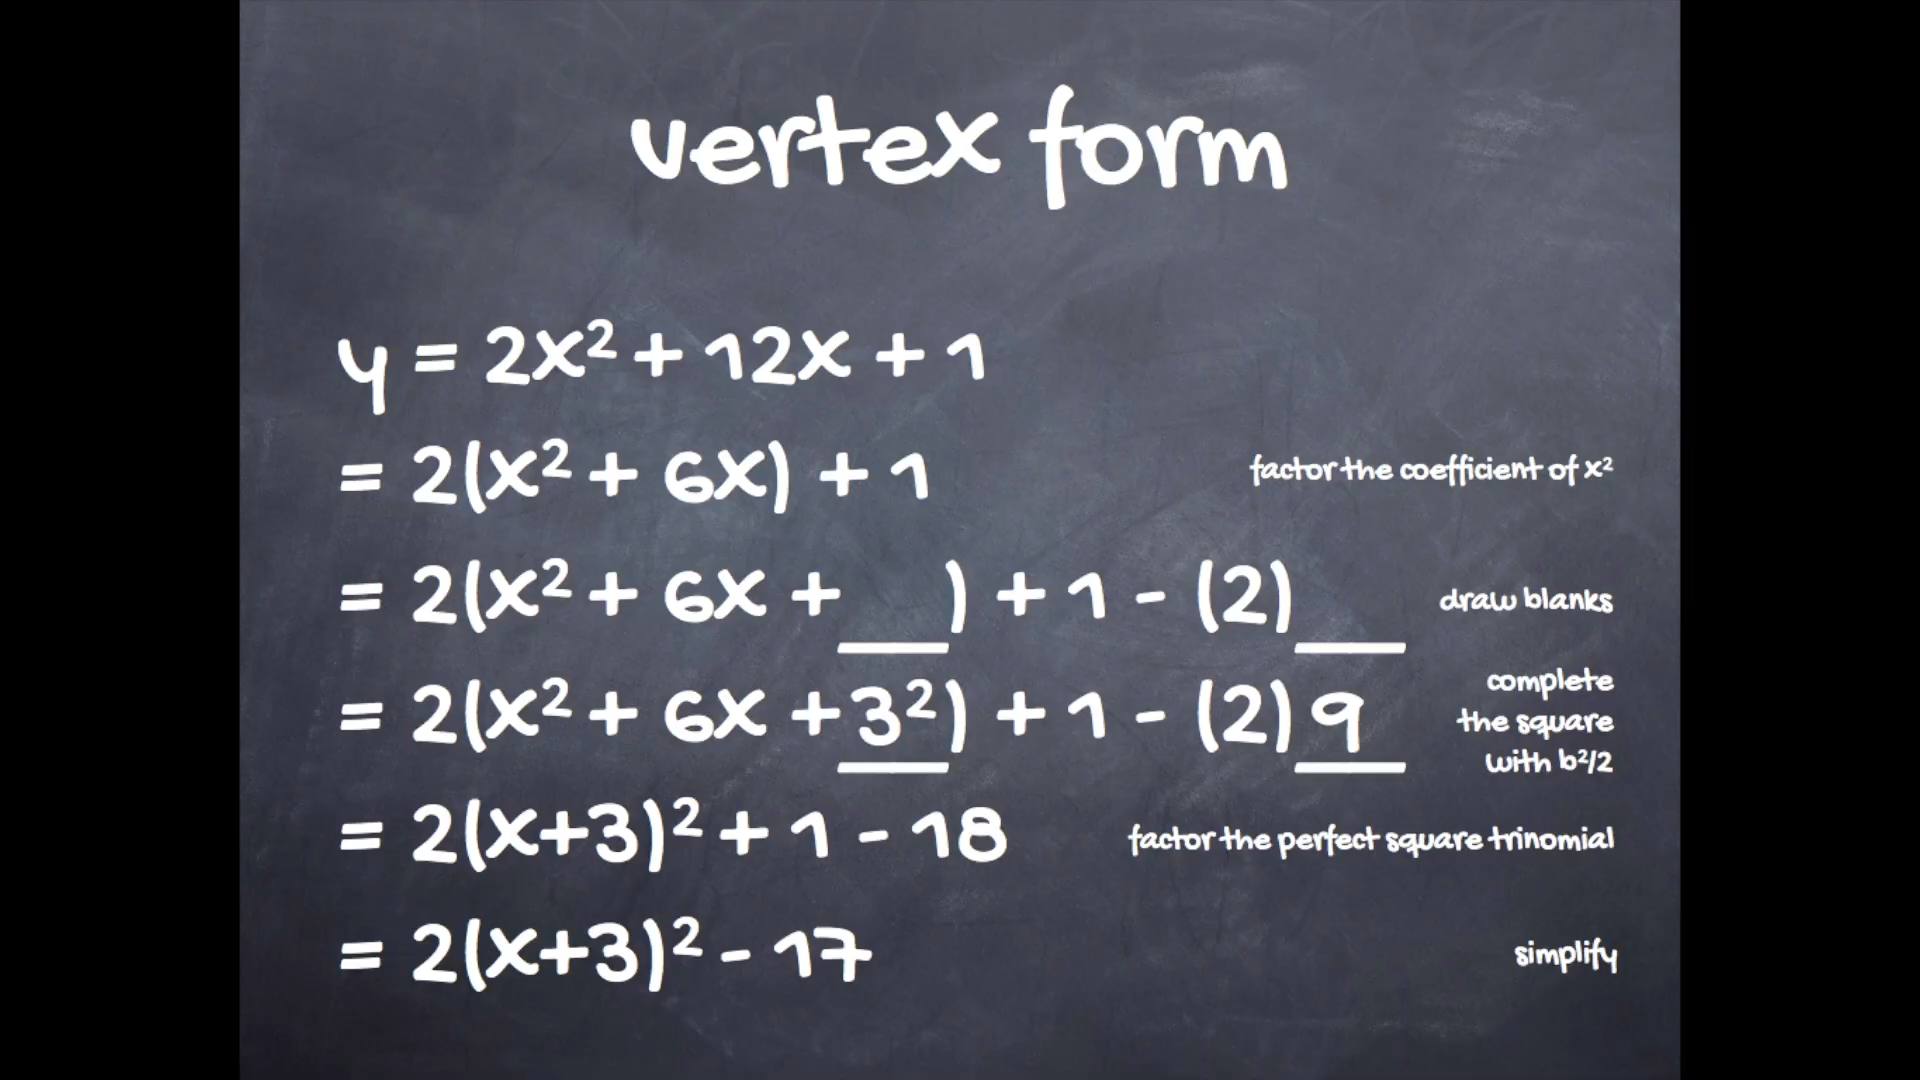 vertex form
y = 2x² + 12x + 1
= 2(x² + 6x) + 1 factor the coefficient of x²
= 2(x² + 6x + ___) + 1 - (2)___ draw blanks
complete
= 2(x² + 6x + 3²) + 1 - (2) 9 the square
with b²/2
= 2(x+3)² + 1 - 18 factor the perfect square trinomial
= 2(x+3)² - 17 simplify